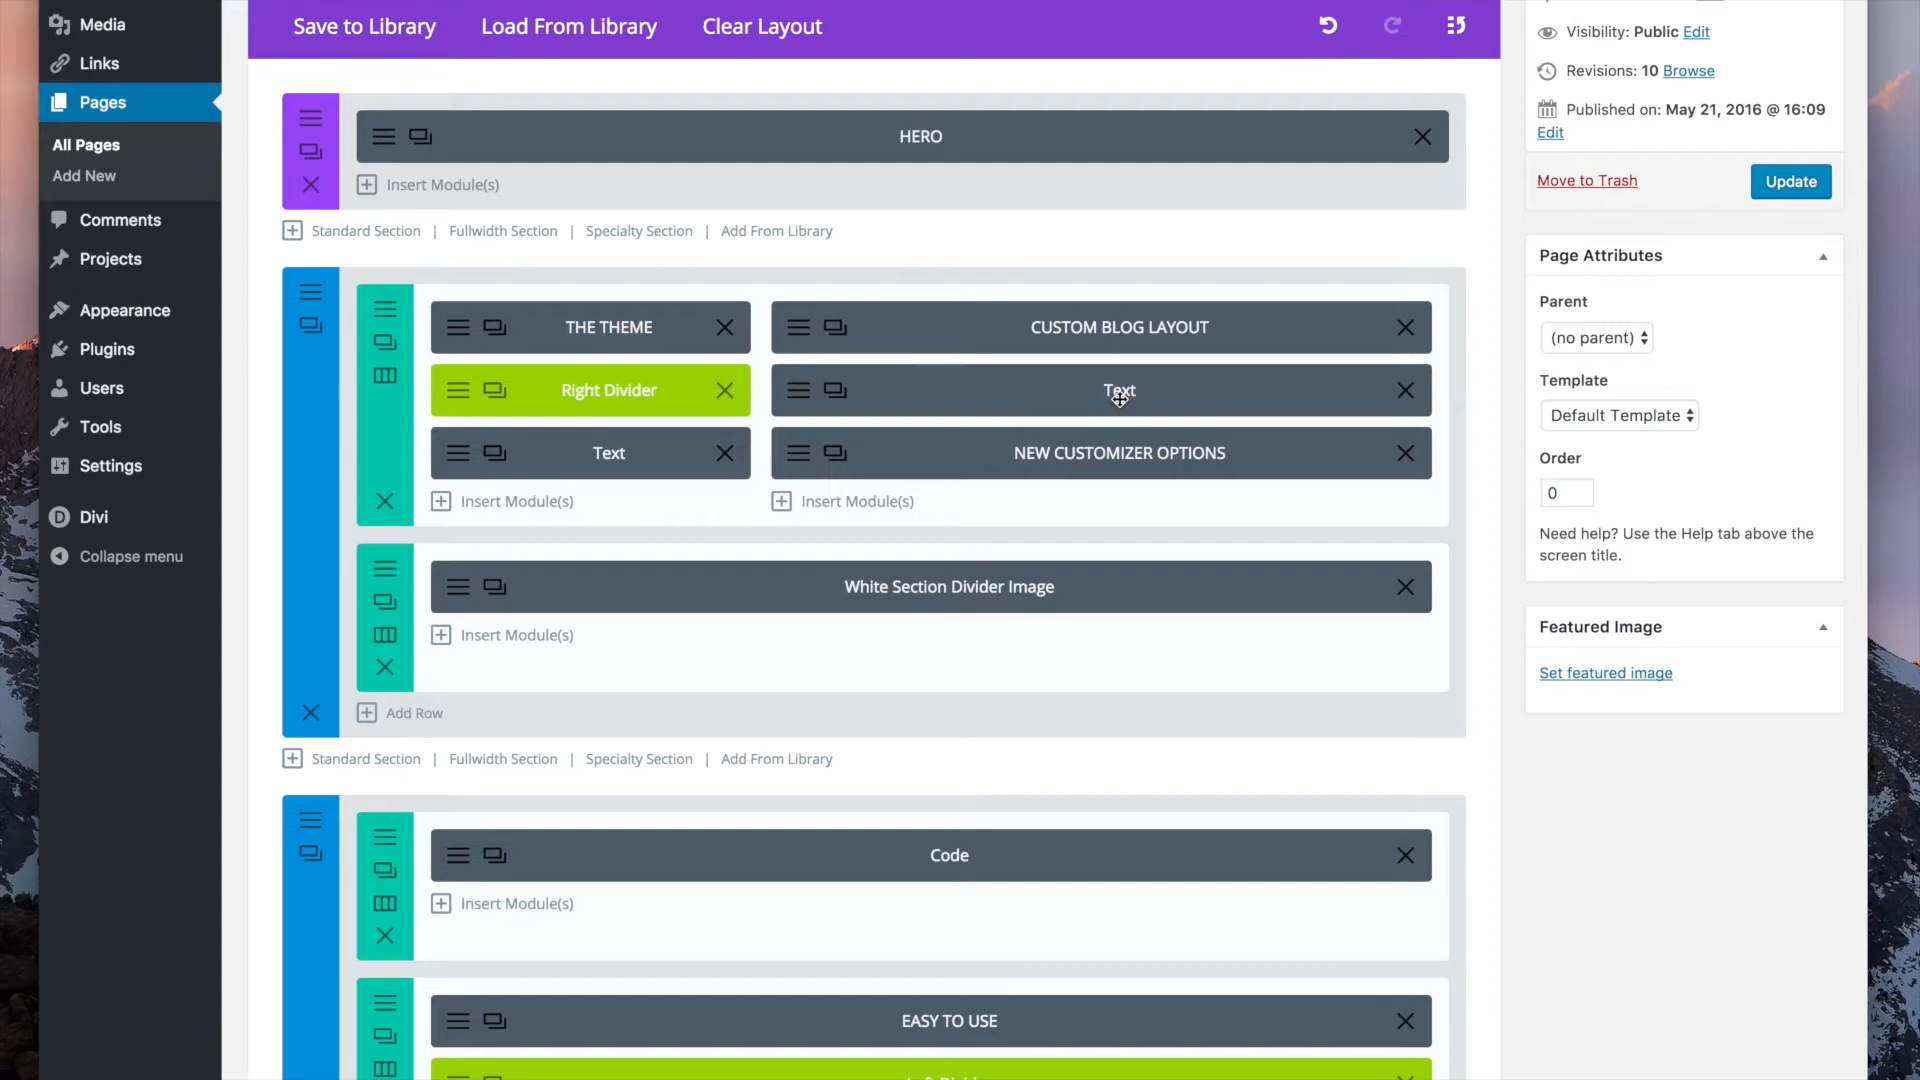 Media
Links
Pages
All Pages
Add New
Comments
Projects
Appearance
Plugins
Users
Tools
Settings
Divi
Collapse menu
Save to Library
Load From Library
Clear Layout
HERO
Insert Module(s)
Standard Section | Fullwidth Section | Specialty Section | Add From Library
THE THEME
CUSTOM BLOG LAYOUT
Right Divider
Text
Text
NEW CUSTOMIZER OPTIONS
Insert Module(s)
Insert Module(s)
White Section Divider Image
Insert Module(s)
Add Row
Standard Section | Fullwidth Section | Specialty Section | Add From Library
Code
Insert Module(s)
EASY TO USE
Visibility: Public Edit
Revisions: 10 Browse
Published on: May 21, 2016 @ 16:09
Edit
Move to Trash
Update
Page Attributes
Parent
(no parent)
Template
Default Template
Order
0
Need help? Use the Help tab above the
screen title.
Featured Image
Set featured image